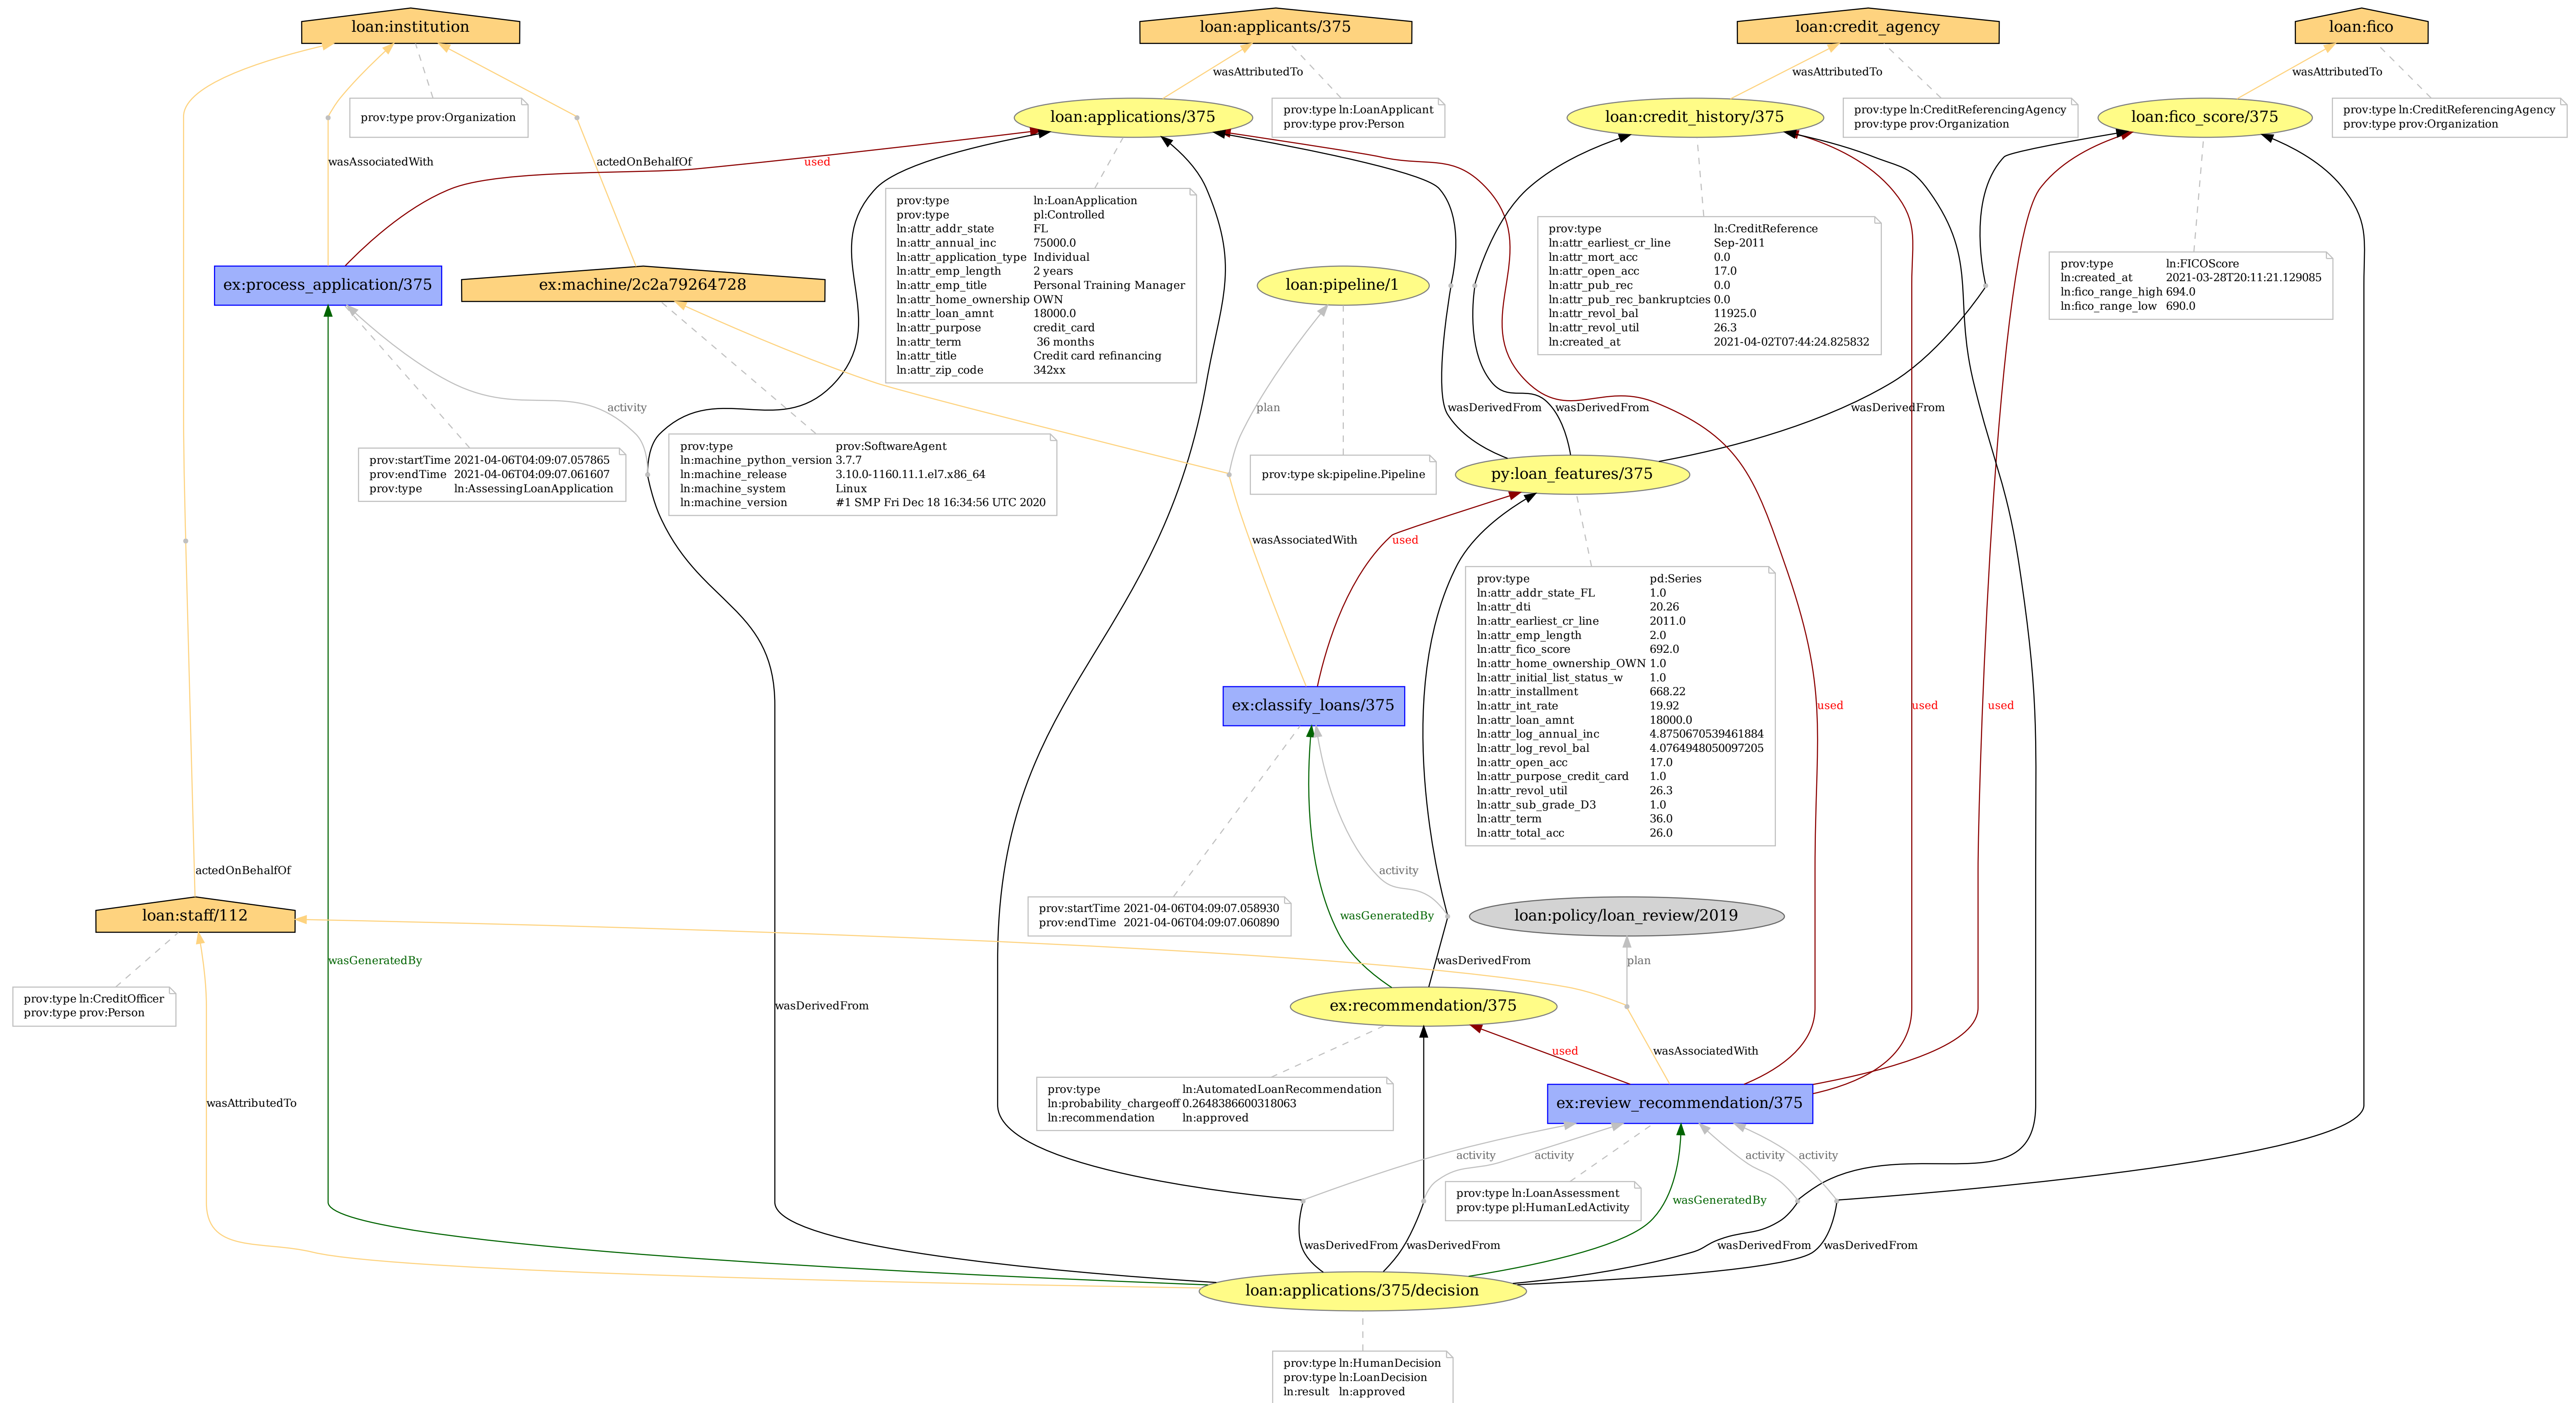 loan:institution
loan:applicants/375
loan:credit_agency
loan:fico
wasAttributedTo
wasAttributedTo
wasAttributedTo
prov:type prov:Organization
loan:applications/375
prov:type ln:LoanApplicant
prov:type prov:Person
loan:credit_history/375
prov:type ln:CreditReferencingAgency
prov:type prov:Organization
loan:fico_score/375
prov:type ln:CreditReferencingAgency
prov:type prov:Organization
wasAssociatedWith
actedOnBehalfOf
used
prov:type ln:LoanApplication
prov:type pl:Controlled
ln:attr_addr_state FL
ln:attr_annual_inc 75000.0
ln:attr_application_type Individual
ln:attr_emp_length 2 years
ln:attr_emp_title Personal Training Manager
ln:attr_home_ownership OWN
ln:attr_loan_amnt 18000.0
ln:attr_purpose credit_card
ln:attr_term 36 months
ln:attr_title Credit card refinancing
ln:attr_zip_code 342xx
prov:type ln:CreditReference
ln:attr_earliest_cr_line Sep-2011
ln:attr_mort_acc 0.0
ln:attr_open_acc 17.0
ln:attr_pub_rec 0.0
ln:attr_pub_rec_bankruptcies 0.0
ln:attr_revol_bal 11925.0
ln:attr_revol_util 26.3
ln:created_at 2021-04-02T07:44:24.825832
prov:type ln:FICOScore
ln:created_at 2021-03-28T20:11:21.129085
ln:fico_range_high 694.0
ln:fico_range_low 690.0
ex:process_application/375
ex:machine/2c2a79264728
loan:pipeline/1
activity
plan
wasDerivedFrom
wasDerivedFrom
wasDerivedFrom
prov:startTime 2021-04-06T04:09:07.057865
prov:endTime 2021-04-06T04:09:07.061607
prov:type ln:AssessingLoanApplication
prov:type prov:SoftwareAgent
ln:machine_python_version 3.7.7
ln:machine_release 3.10.0-1160.11.1.el7.x86_64
ln:machine_system Linux
ln:machine_version #1 SMP Fri Dec 18 16:34:56 UTC 2020
prov:type sk:pipeline.Pipeline
py:loan_features/375
wasAssociatedWith
used
prov:type pd:Series
ln:attr_addr_state_FL 1.0
ln:attr_dti 20.26
ln:attr_earliest_cr_line 2011.0
ln:attr_emp_length 2.0
ln:attr_fico_score 692.0
ln:attr_home_ownership_OWN 1.0
ln:attr_initial_list_status_w 1.0
ln:attr_installment 668.22
ln:attr_int_rate 19.92
ln:attr_loan_amnt 18000.0
ln:attr_log_annual_inc 4.8750670539461884
ln:attr_log_revol_bal 4.0764948050097205
ln:attr_open_acc 17.0
ln:attr_purpose_credit_card 1.0
ln:attr_revol_util 26.3
ln:attr_sub_grade_D3 1.0
ln:attr_term 36.0
ln:attr_total_acc 26.0
ex:classify_loans/375
used
used
used
actedOnBehalfOf
activity
loan:staff/112
prov:startTime 2021-04-06T04:09:07.058930
prov:endTime 2021-04-06T04:09:07.060890
wasGeneratedBy
loan:policy/loan_review/2019
wasGeneratedBy
wasDerivedFrom
plan
prov:type ln:CreditOfficer
prov:type prov:Person
wasDerivedFrom
ex:recommendation/375
used
wasAssociatedWith
wasAttributedTo
prov:type ln:AutomatedLoanRecommendation
ln:probability_chargeoff 0.2648386600318063
ln:recommendation ln:approved
ex:review_recommendation/375
activity
activity
activity
activity
prov:type ln:LoanAssessment
prov:type pl:HumanLedActivity
wasGeneratedBy
wasDerivedFrom
wasDerivedFrom
wasDerivedFrom
wasDerivedFrom
loan:applications/375/decision
prov:type ln:HumanDecision
prov:type ln:LoanDecision
ln:result ln:approved